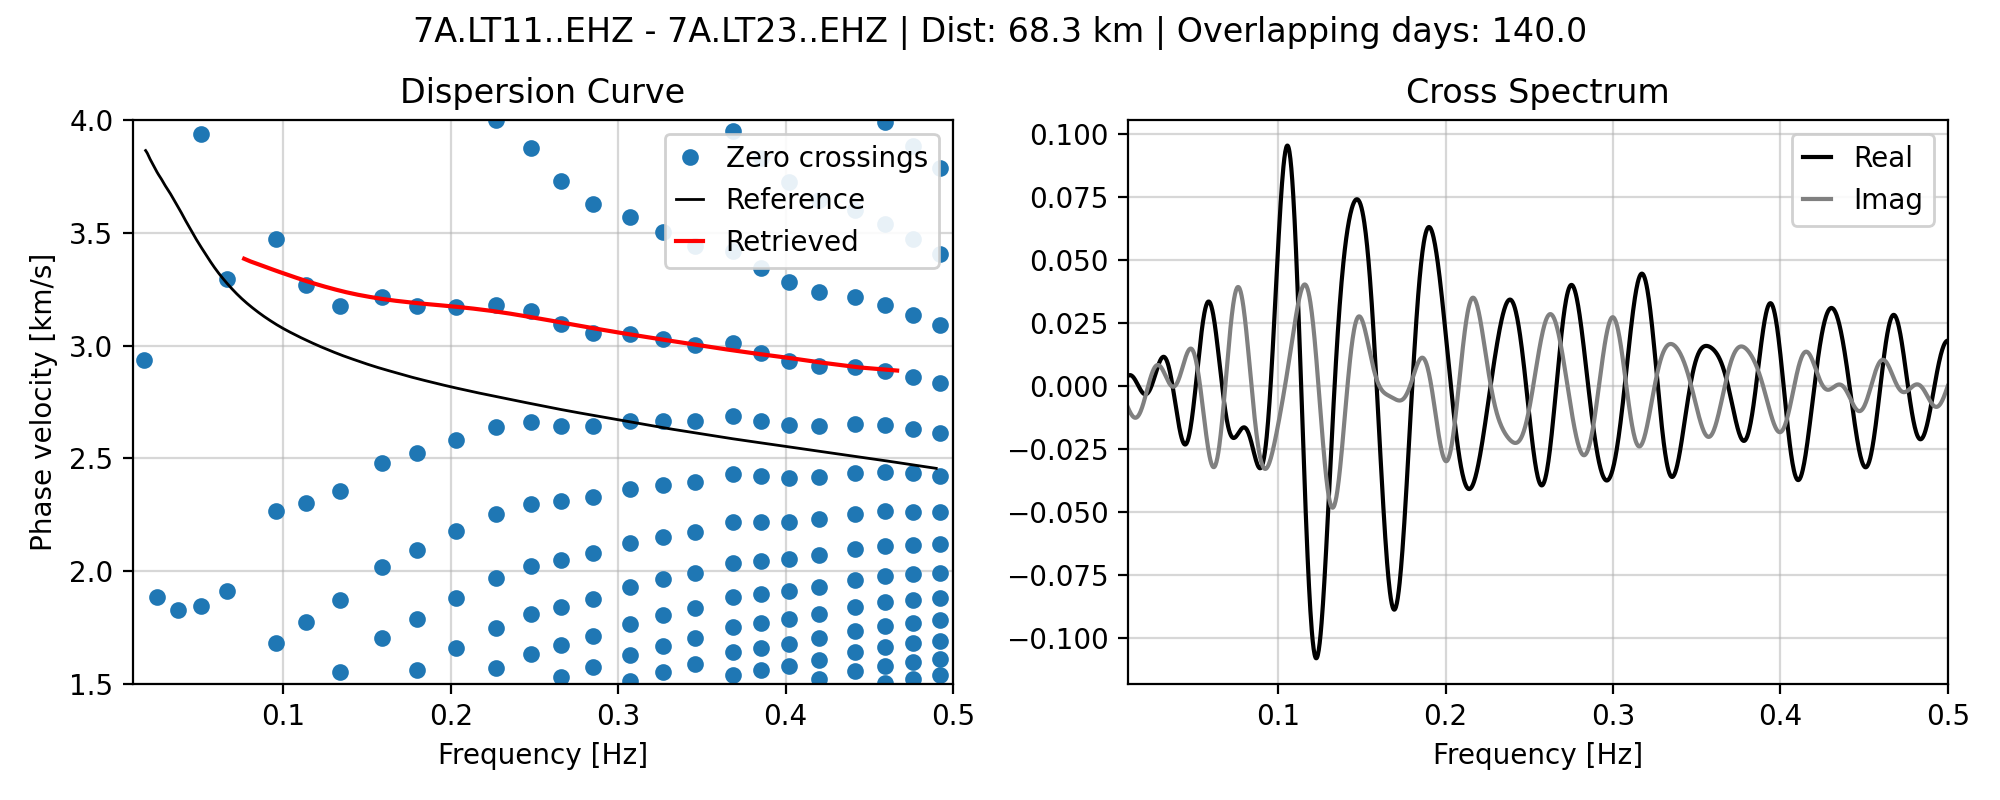 7A.LT11..EHZ - 7A.LT23..EHZ | Dist: 68.3 km | Overlapping days: 140.0
Dispersion Curve
4.0
3.5
3.0
2.5
2.0
1.5
Phase velocity [km/s]
Zero crossings
Reference
Retrieved
0.1 0.2 0.3 0.4 0.5
Frequency [Hz]
Cross Spectrum
0.100
0.075
0.050
0.025
0.000
−0.025
−0.050
−0.075
−0.100
Real
Imag
0.1 0.2 0.3 0.4 0.5
Frequency [Hz]